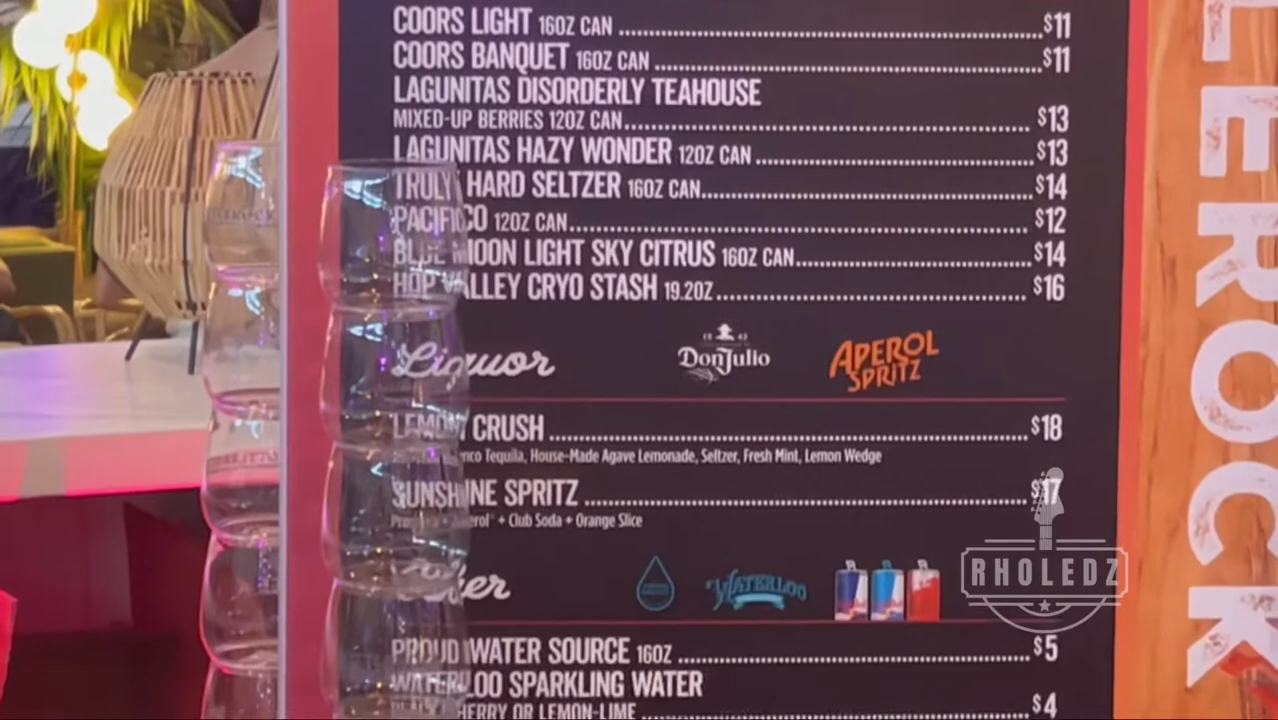 COORS LIGHT 16OZ CAN ........ $11
COORS BANQUET 16OZ CAN ........ $11
LAGUNITAS DISORDERLY TEAHOUSE
MIXED-UP BERRIES 12OZ CAN ........ $13
LAGUNITAS HAZY WONDER 12OZ CAN ........ $13
TRULY HARD SELTZER 16OZ CAN ........ $14
PACIFICO 12OZ CAN ........ $12
BLUE MOON LIGHT SKY CITRUS 16OZ CAN ........ $14
HOP VALLEY CRYO STASH 19.2OZ ........ $16
Liquor
1942
Don Julio
APEROL
SPRITZ
LEMON CRUSH ........ $18
Tequila, House-Made Agave Lemonade, Seltzer, Fresh Mint, Lemon Wedge
SUNSHINE SPRITZ ........ $17
+ Club Soda + Orange Slice
Other
WATERLOO
PROUD WATER SOURCE 16OZ ........ $5
WATERLOO SPARKLING WATER
CHERRY OR LEMON-LIME ........ $4
LEROCK
RHOLEDZ